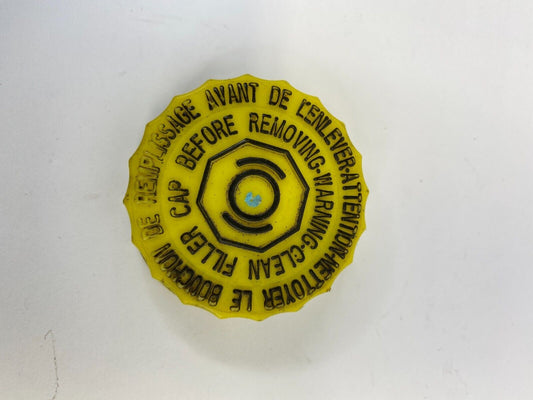 ATTENTION-NETTOYER LE BOUCHON DE REMPLISSAGE AVANT DE L'ENLEVER-
WARNING-CLEAN FILLER CAP BEFORE REMOVING-